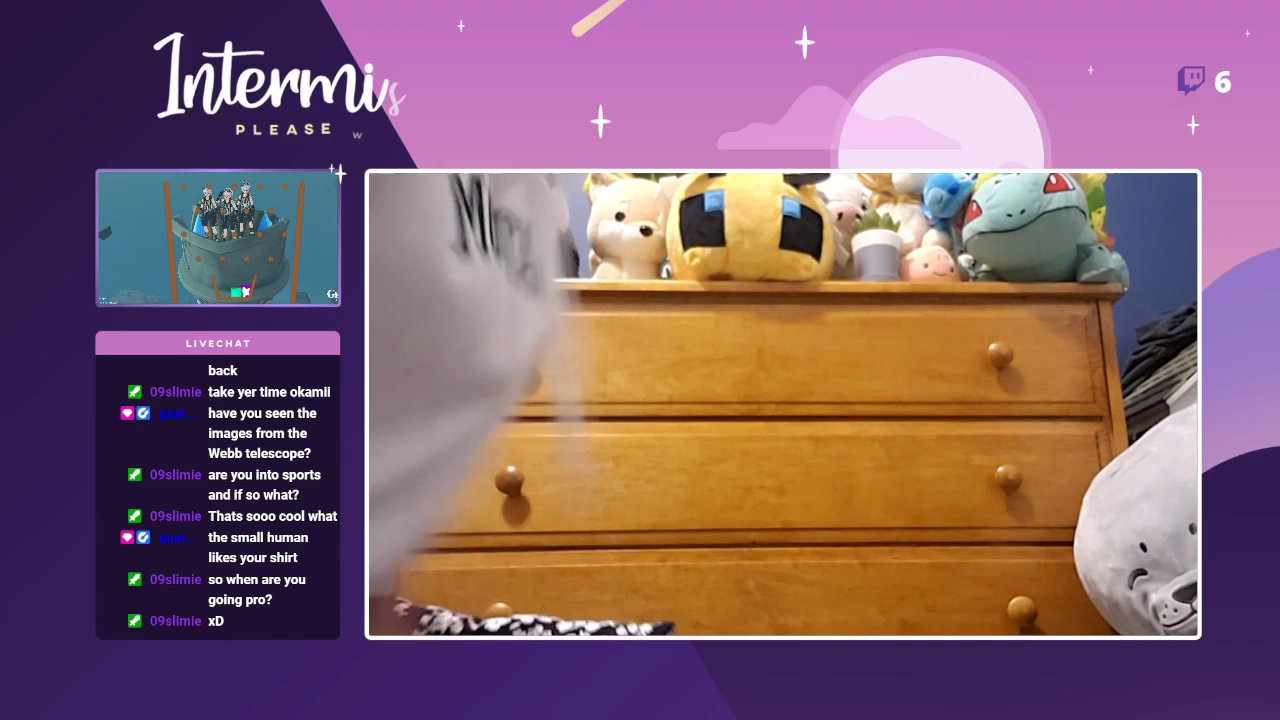 Intermis
PLEASE W
6
LIVECHAT
back
09slimie take yer time okamii
have you seen the
images from the
Webb telescope?
09slimie are you into sports
and if so what?
09slimie Thats sooo cool what
the small human
likes your shirt
09slimie so when are you
going pro?
09slimie xD